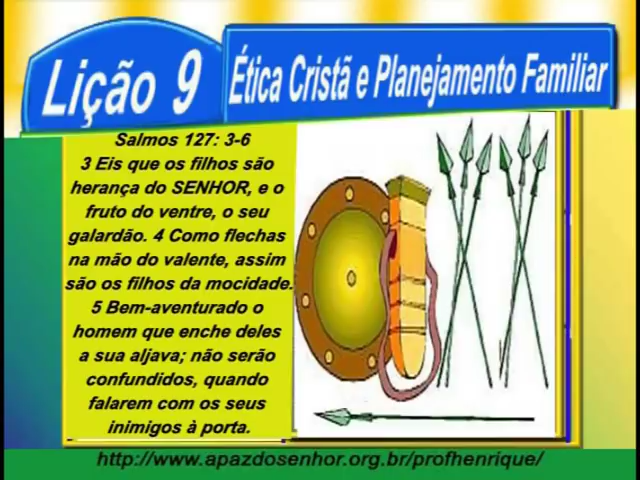 Lição 9
Ética Cristã e Planejamento Familiar
Salmos 127: 3-6
3 Eis que os filhos são
herança do SENHOR, e o
fruto do ventre, o seu
galardão. 4 Como flechas
na mão do valente, assim
são os filhos da mocidade.
5 Bem-aventurado o
homem que enche deles
a sua aljava; não serão
confundidos, quando
falarem com os seus
inimigos à porta.
http://www.apazdosenhor.org.br/profhenrique/